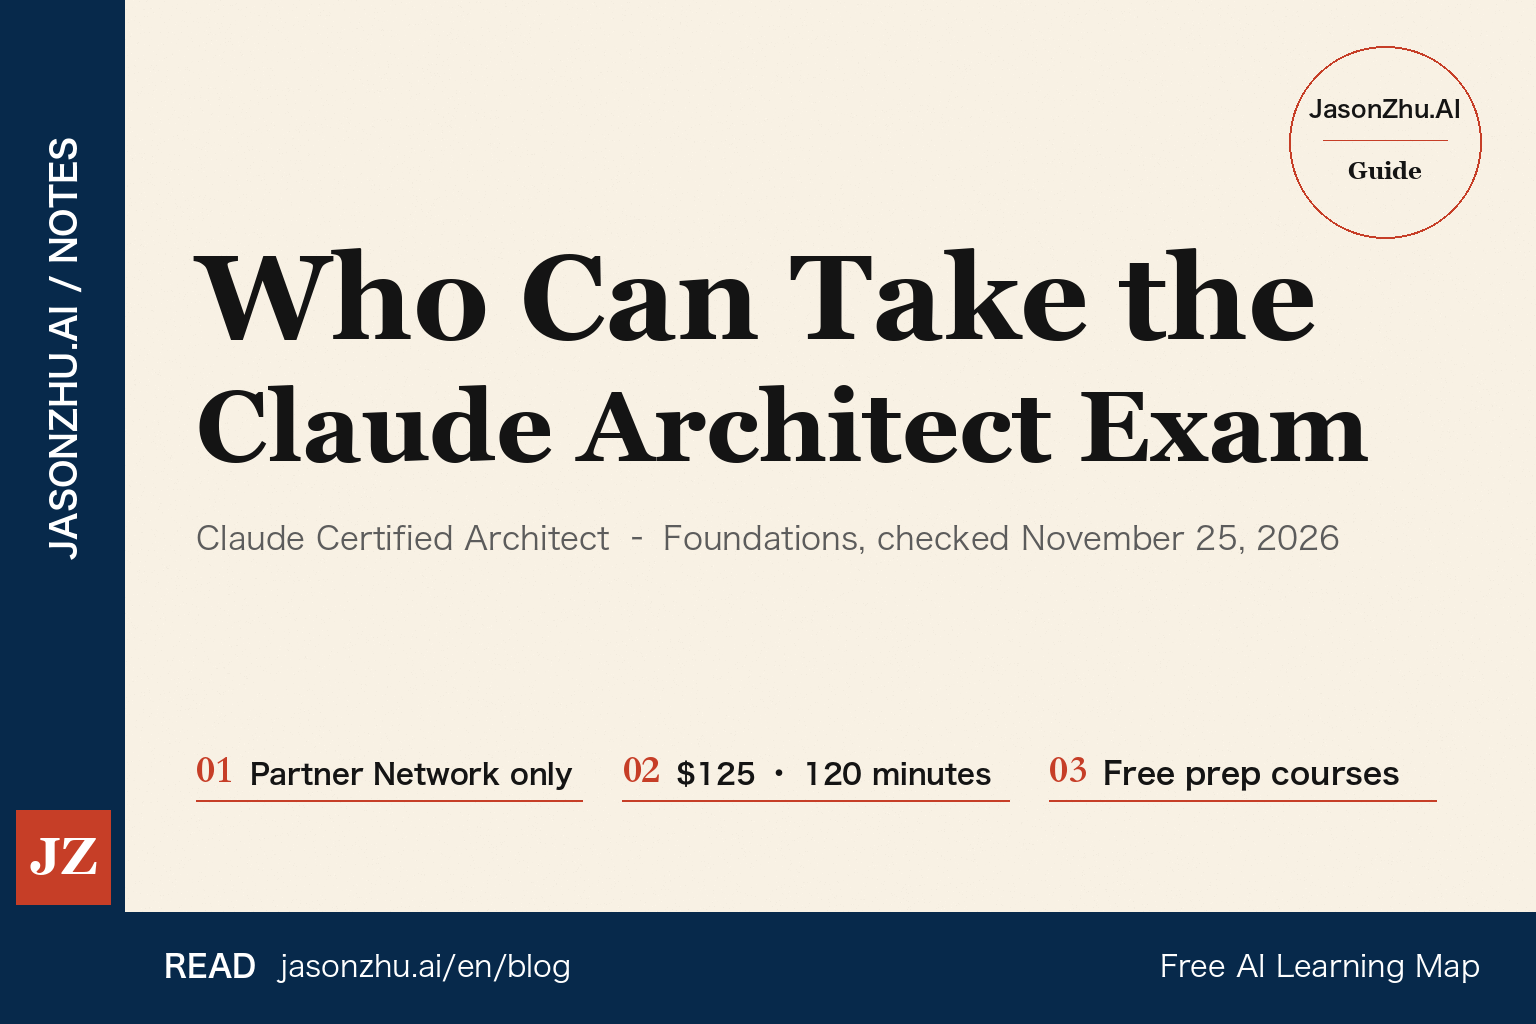 JASONZHU.AI / NOTES
JasonZhu.AI
Guide
Who Can Take the
Claude Architect Exam
Claude Certified Architect - Foundations, checked November 25, 2026
01 Partner Network only
02 $125 · 120 minutes
03 Free prep courses
JZ
READ jasonzhu.ai/en/blog
Free AI Learning Map